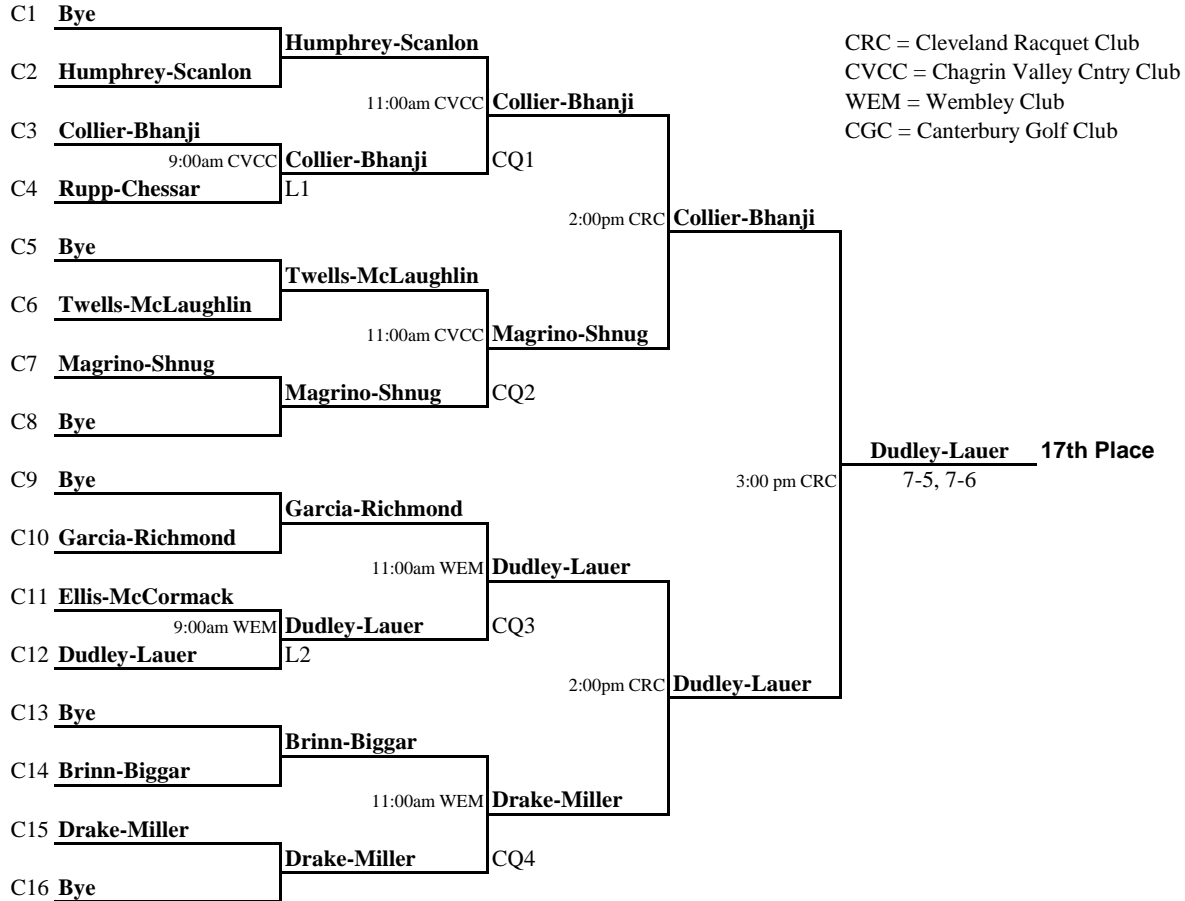 C1 Bye
Humphrey-Scanlon
CRC = Cleveland Racquet Club
C2 Humphrey-Scanlon
CVCC = Chagrin Valley Cntry Club
11:00am CVCC Collier-Bhanji
WEM = Wembley Club
C3 Collier-Bhanji
CGC = Canterbury Golf Club
9:00am CVCC Collier-Bhanji
CQ1
C4 Rupp-Chessar
L1
2:00pm CRC Collier-Bhanji
C5 Bye
Twells-McLaughlin
C6 Twells-McLaughlin
11:00am CVCC Magrino-Shnug
C7 Magrino-Shnug
Magrino-Shnug
CQ2
C8 Bye
Dudley-Lauer 17th Place
C9 Bye
3:00 pm CRC
7-5, 7-6
Garcia-Richmond
C10 Garcia-Richmond
11:00am WEM Dudley-Lauer
C11 Ellis-McCormack
9:00am WEM Dudley-Lauer
CQ3
C12 Dudley-Lauer
L2
2:00pm CRC Dudley-Lauer
C13 Bye
Brinn-Biggar
C14 Brinn-Biggar
11:00am WEM Drake-Miller
C15 Drake-Miller
Drake-Miller
CQ4
C16 Bye